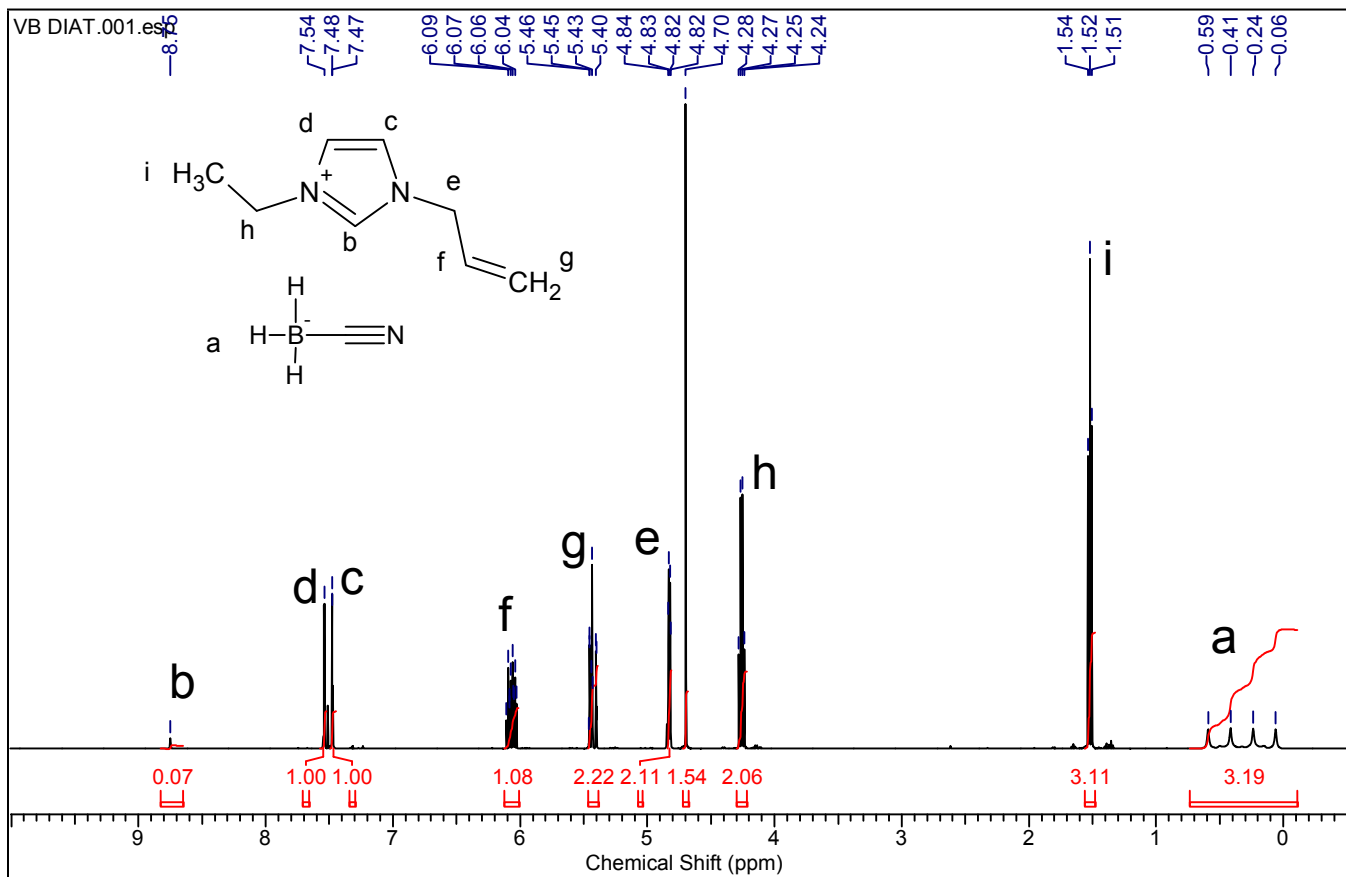 VB DIAT.001.esp
8.75 7.54 7.48 7.47 6.09 6.07 6.06 6.04 5.46 5.45 5.43 5.40 4.84 4.83 4.82 4.82 4.70 4.28 4.27 4.25 4.24 1.54 1.52 1.51 0.59 0.41 0.24 0.06
d c
i H3C N+ N e
h b f g
CH2
H
a H B- N
H
i
h
g e
d c
f
a
b
0.07 1.00 1.00 1.08 2.22 2.11 1.54 2.06 3.11 3.19
9 8 7 6 5 4 3 2 1 0
Chemical Shift (ppm)